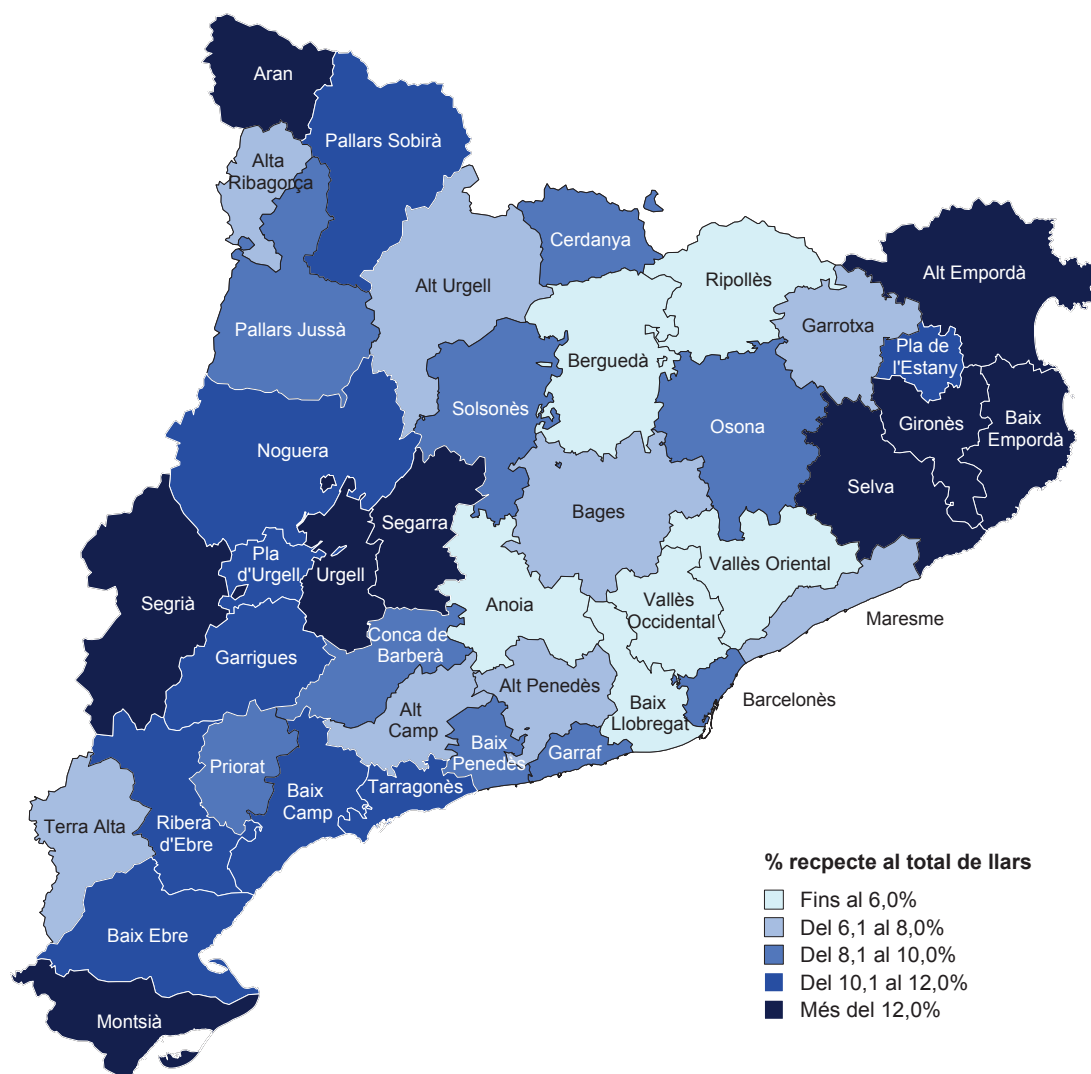 Aran
Pallars Sobirà
Alta
Ribagorça
Cerdanya
Alt Empordà
Ripollès
Alt Urgell
Garrotxa
Pallars Jussà
Pla de
l'Estany
Berguedà
Solsonès
Baix
Empordà
Gironès
Osona
Noguera
Selva
Bages
Segarra
Pla
d'Urgell
Urgell
Vallès Oriental
Segrià
Anoia
Vallès
Occidental
Maresme
Conca de
Barberà
Garrigues
Alt Penedès
Baix
Llobregat
Barcelonès
Alt
Camp
Baix
Penedès
Garraf
Priorat
Tarragonès
Baix
Camp
Terra Alta
Ribera
d'Ebre
Baix Ebre
Montsià
% recpecte al total de llars
Fins al 6,0%
Del 6,1 al 8,0%
Del 8,1 al 10,0%
Del 10,1 al 12,0%
Més del 12,0%